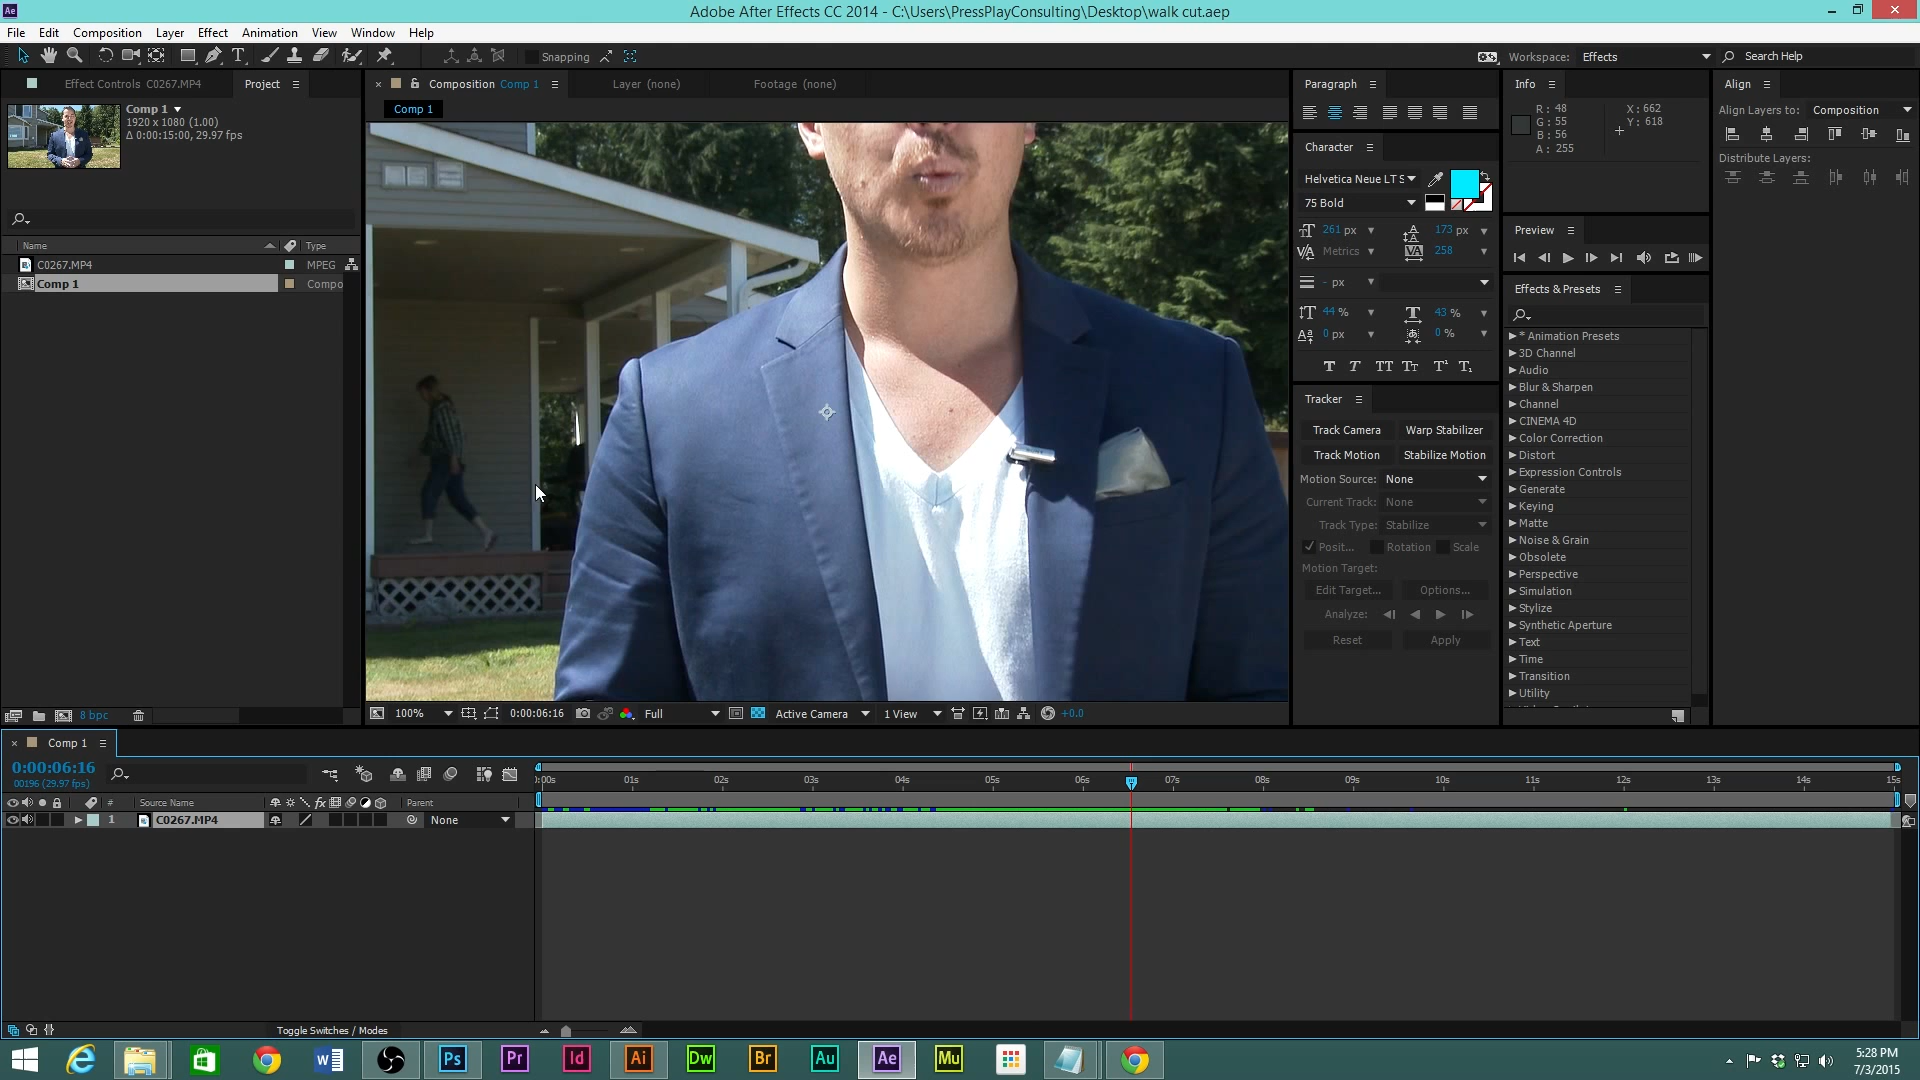 Ae
Adobe After Effects CC 2014 - C:\Users\PressPlayConsulting\Desktop\walk cut.aep
File Edit Composition Layer Effect Animation View Window Help
Snapping
Workspace: Effects
Search Help
Effect Controls C0267.MP4
Project
Composition Comp 1
Layer (none)
Footage (none)
Comp 1
Comp 1
1920 x 1080 (1.00)
Δ 0:00:15:00, 29.97 fps
Name Type
C0267.MP4 MPEG
Comp 1 Compo
8 bpc
100%
0:00:06:16
Full
Active Camera
1 View
+0.0
Paragraph
Character
Helvetica Neue LT S
75 Bold
261 px 173 px
Metrics 258
- px
44 % 43 %
0 px 0 %
T T TT Tt T¹ T₁
Tracker
Track Camera Warp Stabilizer
Track Motion Stabilize Motion
Motion Source: None
Current Track: None
Track Type: Stabilize
Posit... Rotation Scale
Motion Target:
Edit Target... Options...
Analyze:
Reset Apply
Info
R : 48 X : 662
G : 55 Y : 618
B : 56
A : 255
Preview
Effects & Presets
* Animation Presets
3D Channel
Audio
Blur & Sharpen
Channel
CINEMA 4D
Color Correction
Distort
Expression Controls
Generate
Keying
Matte
Noise & Grain
Obsolete
Perspective
Simulation
Stylize
Synthetic Aperture
Text
Time
Transition
Utility
Align
Align Layers to: Composition
Distribute Layers:
Comp 1
0:00:06:16
00196 (29.97 fps)
:00s 01s 02s 03s 04s 05s 06s 07s 08s 09s 10s 11s 12s 13s 14s 15s
# Source Name fx Parent
1 C0267.MP4 None
Toggle Switches / Modes
Ps Pr Id Ai Dw Br Au Ae Mu
5:28 PM
7/3/2015